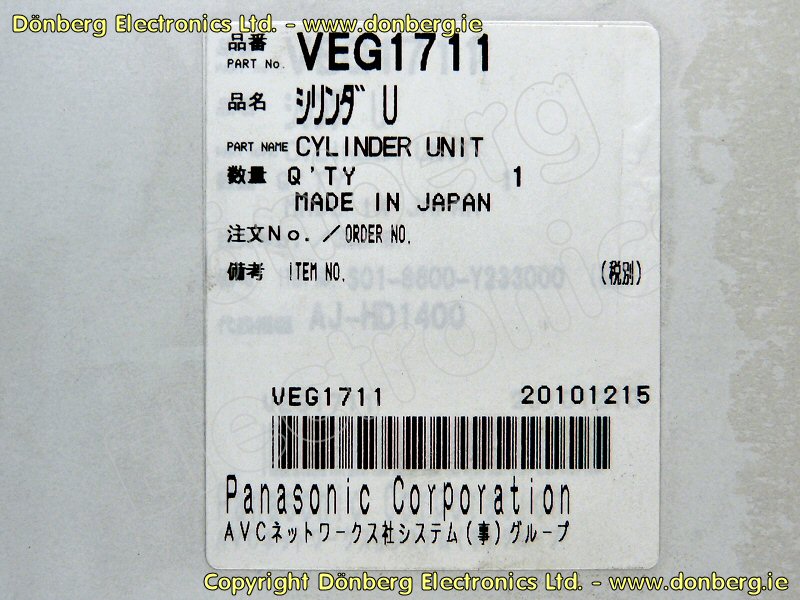 Dönberg Electronics Ltd. - www.donberg.ie
品番 PART No. VEG1711
品名 シリンダ U
PART NAME CYLINDER UNIT
数量 Q'TY 1
MADE IN JAPAN
注文No./ORDER NO.
備考 ITEM NO. (税別)
AJ-HD1400
VEG1711 20101215
Panasonic Corporation
AVCネットワークス社システム(事)グループ
Copyright Dönberg Electronics Ltd. - www.donberg.ie